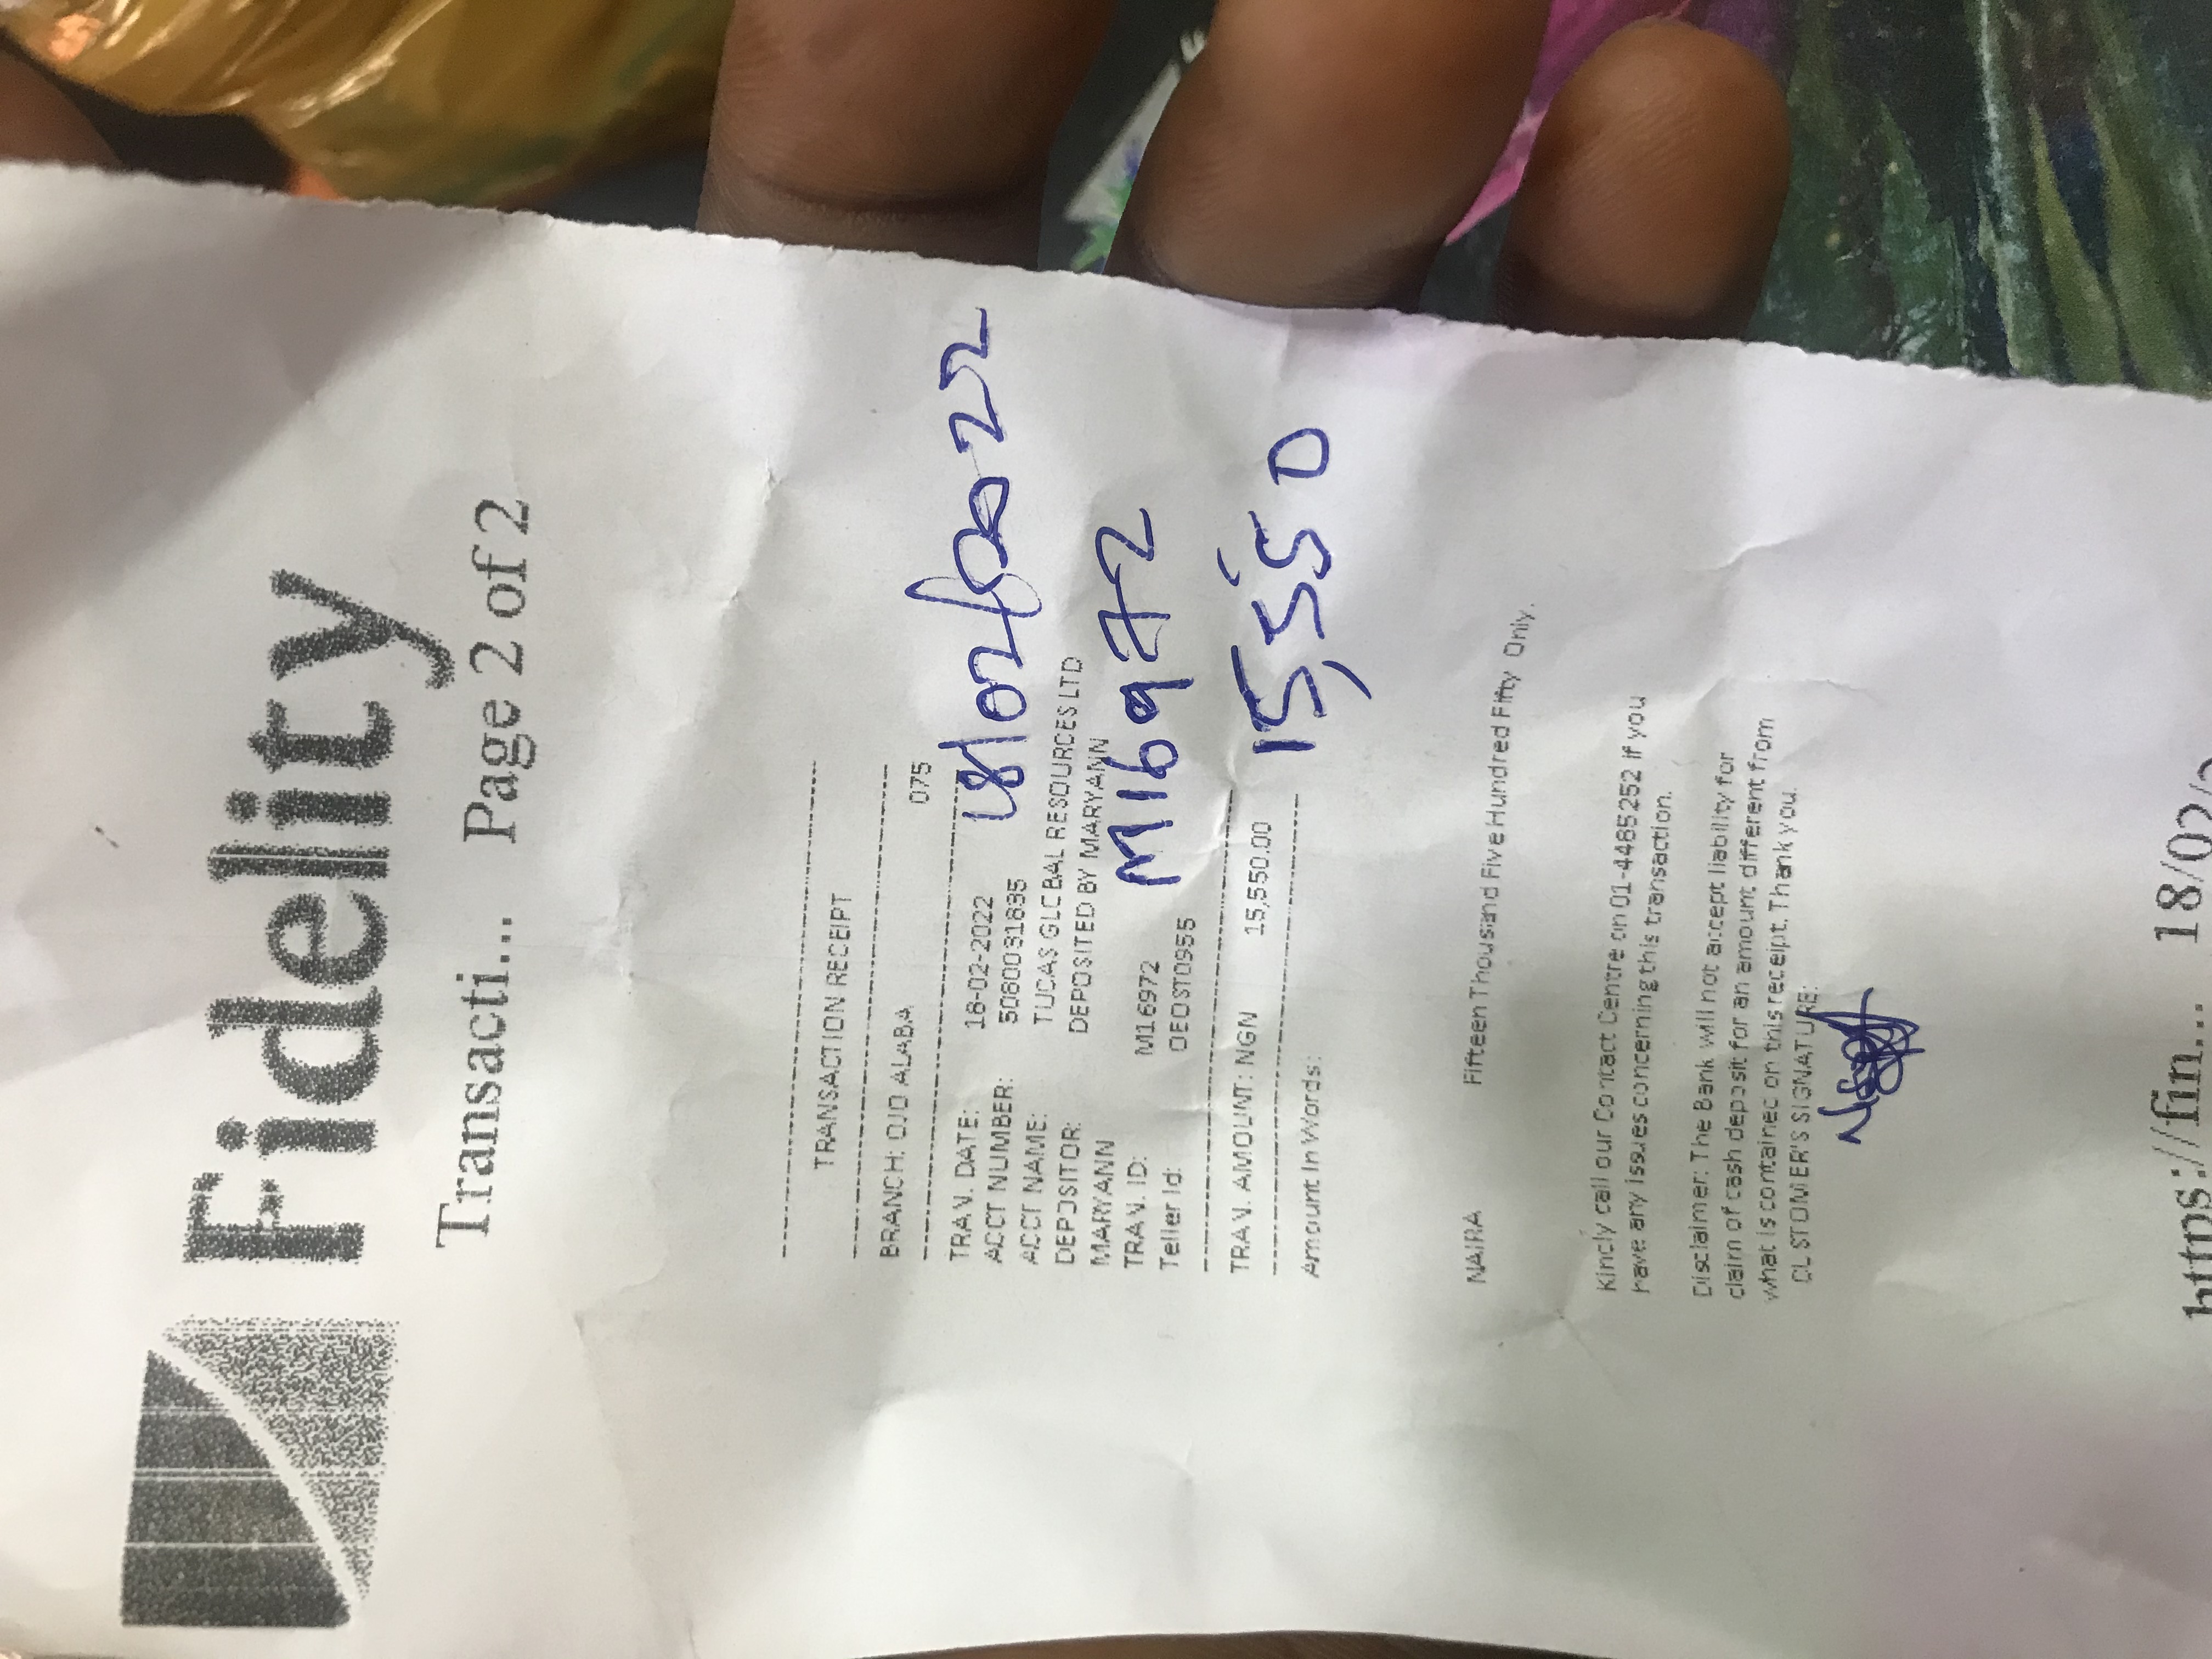 Fidelity
Transacti... Page 2 of 2
TRANSACTION RECEIPT
BRANCH: OJO ALABA 075
TRAN. DATE: 18-02-2022 18/02/2022
ACCT NUMBER: 5080031835
ACCT NAME: TUCAS GLOBAL RESOURCES LTD
DEPOSITOR: DEPOSITED BY MARYANN
MARYANN
TRAN. ID: M16972 M16972
Teller Id:
TRAN. AMOUNT: NGN 15,550.00 15,550
Amount In Words:
NAIRA Fifteen Thousand Five Hundred Fifty Only.
Kindly call our Contact Centre on 01-4485252 if you
have any issues concerning this transaction.
Disclaimer: The Bank will not accept liability for
claim of cash deposit for an amount different from
what is contained on this receipt. Thank you.
CUSTOMER'S SIGNATURE:
https://fin... 18/02/